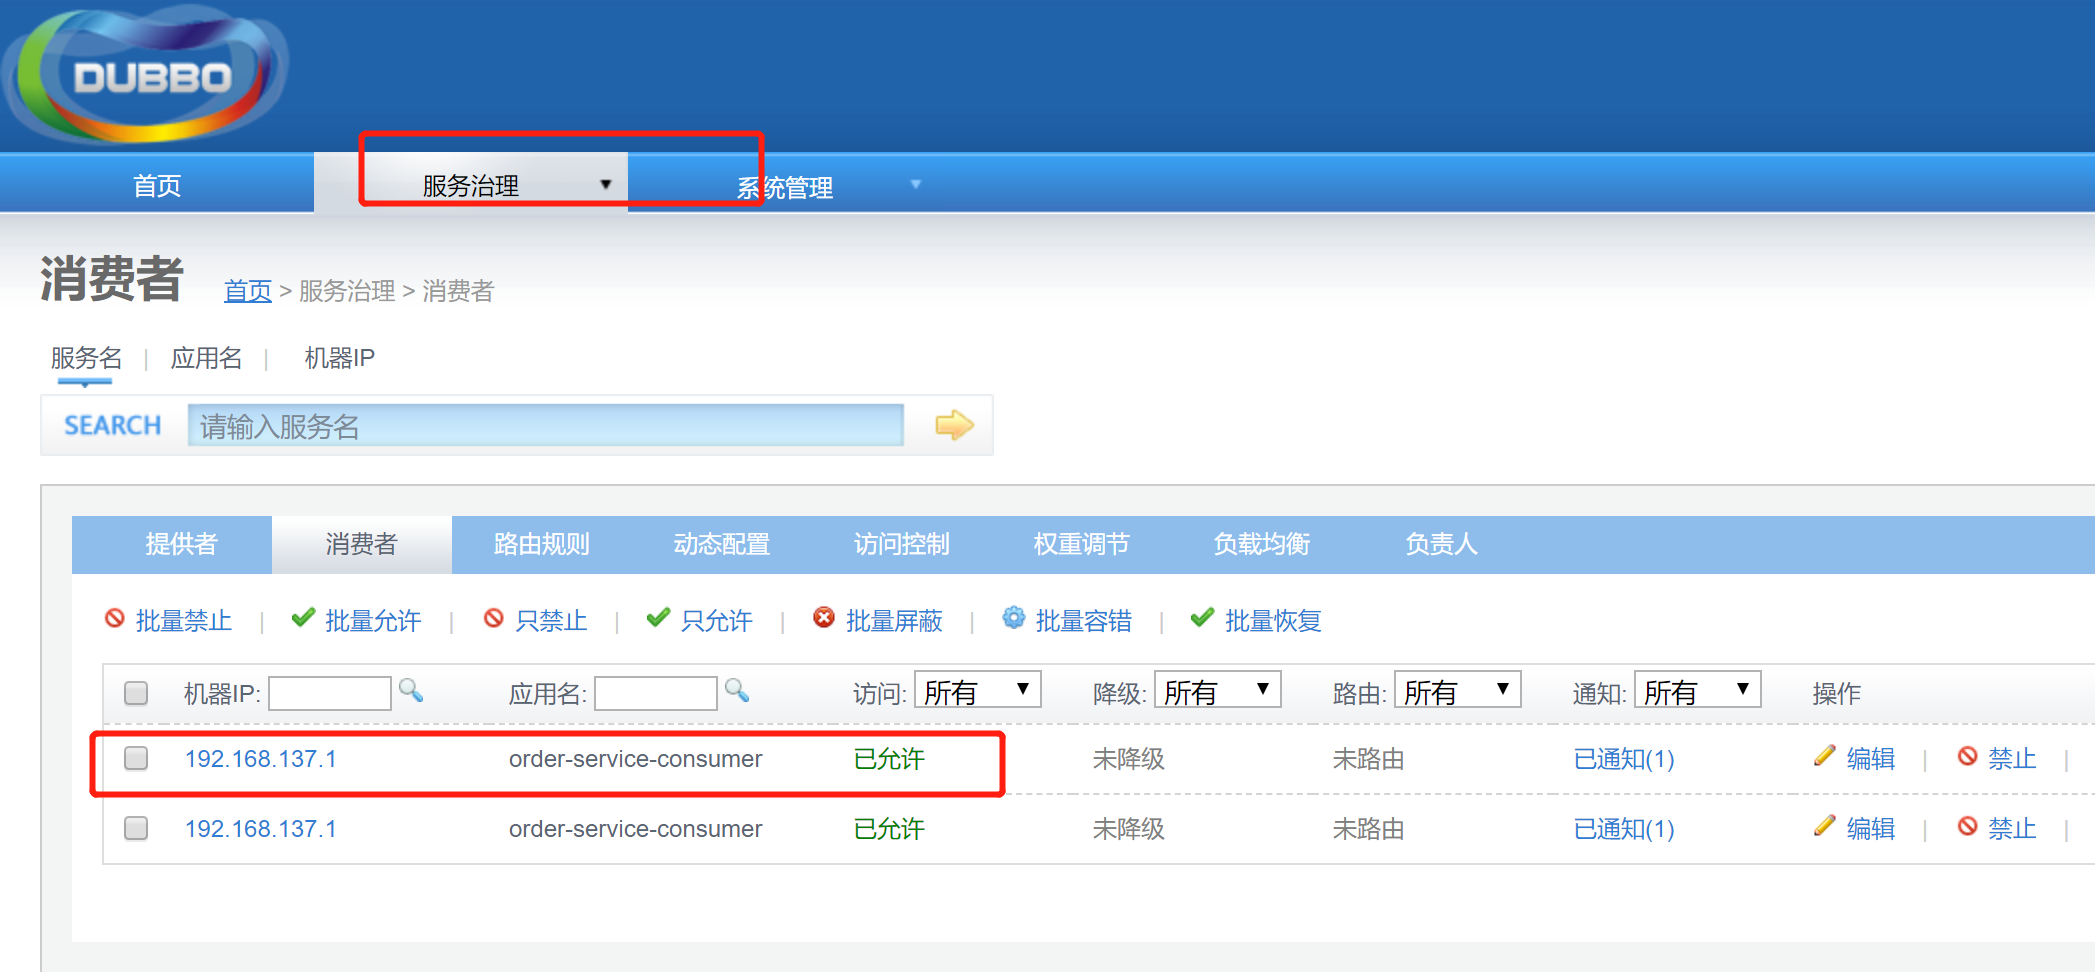 DUBBO
首页 服务治理 系统管理
消费者 首页 > 服务治理 > 消费者
服务名 | 应用名 | 机器IP
SEARCH 请输入服务名
提供者 消费者 路由规则 动态配置 访问控制 权重调节 负载均衡 负责人
批量禁止 | 批量允许 | 只禁止 | 只允许 | 批量屏蔽 | 批量容错 | 批量恢复
机器IP: 应用名: 访问: 所有 降级: 所有 路由: 所有 通知: 所有 操作
192.168.137.1 order-service-consumer 已允许 未降级 未路由 已通知(1) 编辑 | 禁止 |
192.168.137.1 order-service-consumer 已允许 未降级 未路由 已通知(1) 编辑 | 禁止 |